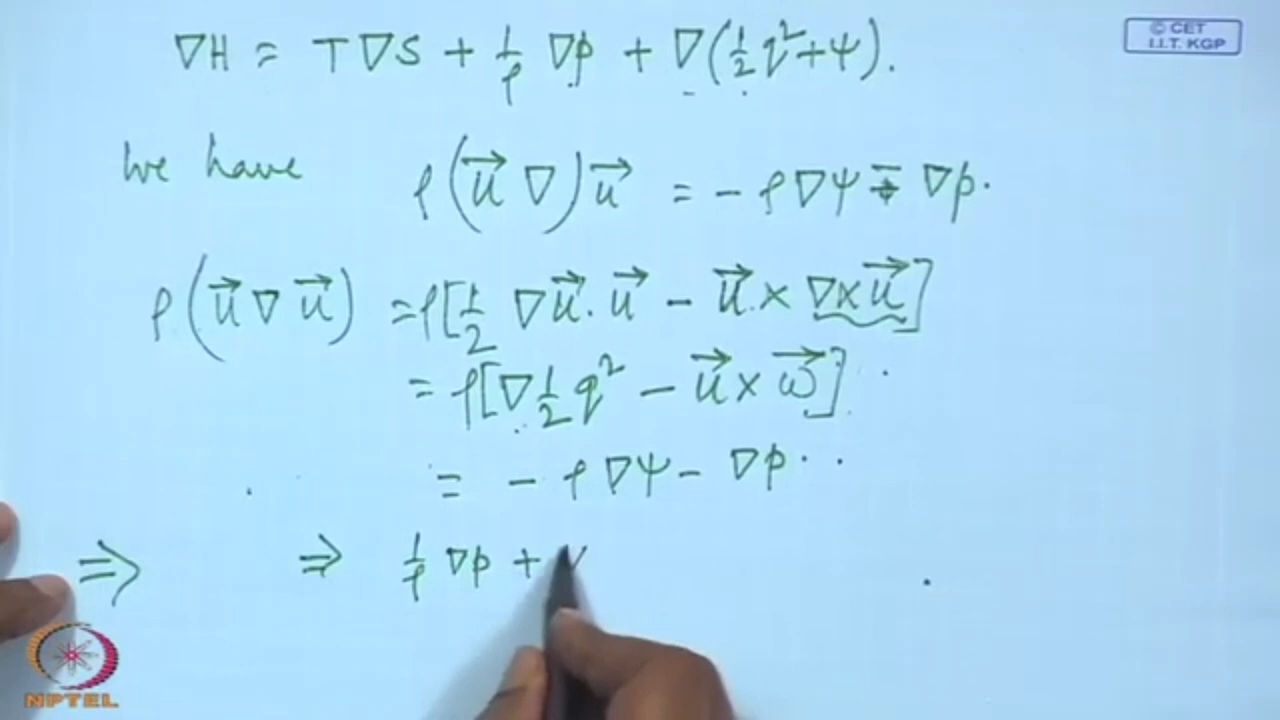 © CET
I.I.T. KGP
∇H = T∇S + 1/ρ ∇p + ∇(1/2 q² + ψ).
We have ρ(u⃗ ∇)u⃗ = - ρ∇ψ - ∇p.
ρ(u⃗ ∇ u⃗) = ρ[1/2 ∇u⃗. u⃗ - u⃗ × ∇×u⃗]
= ρ[∇ 1/2 q² - u⃗ × ω⃗].
= - ρ∇ψ - ∇p..
⇒ ⇒ 1/ρ ∇p +
NPTEL